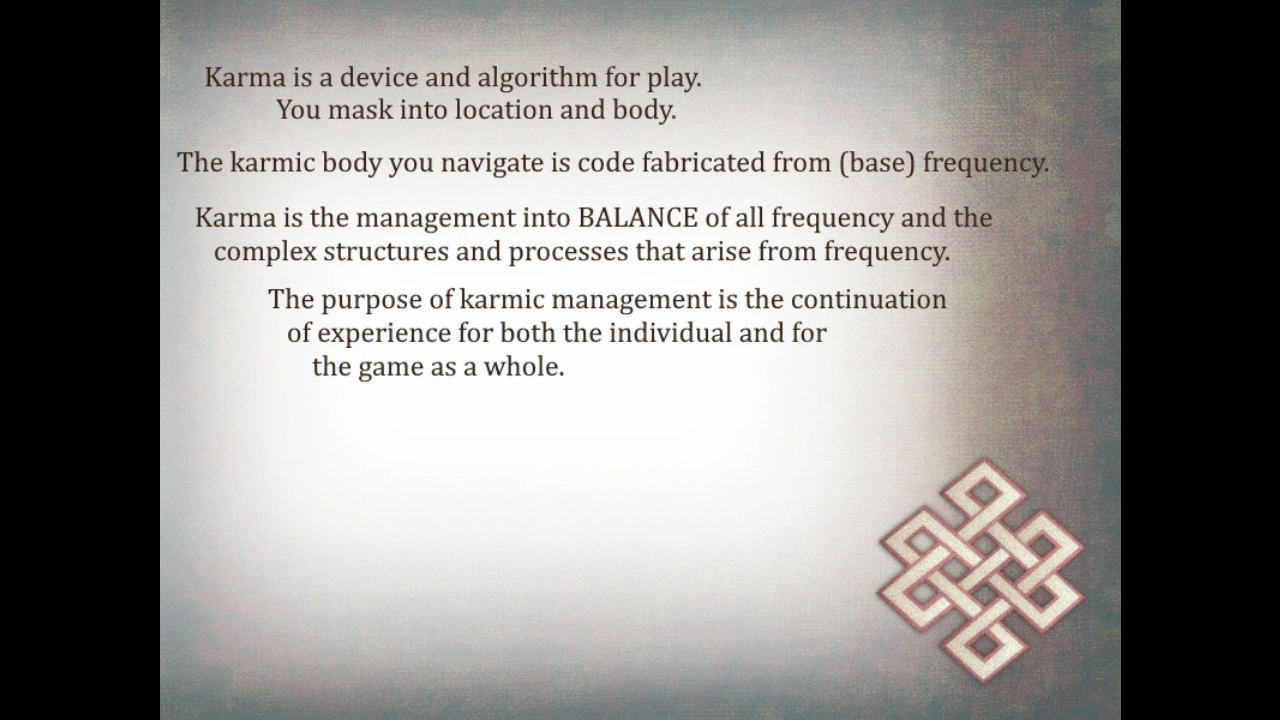 Karma is a device and algorithm for play.
You mask into location and body.
The karmic body you navigate is code fabricated from (base) frequency.
Karma is the management into BALANCE of all frequency and the
complex structures and processes that arise from frequency.
The purpose of karmic management is the continuation
of experience for both the individual and for
the game as a whole.